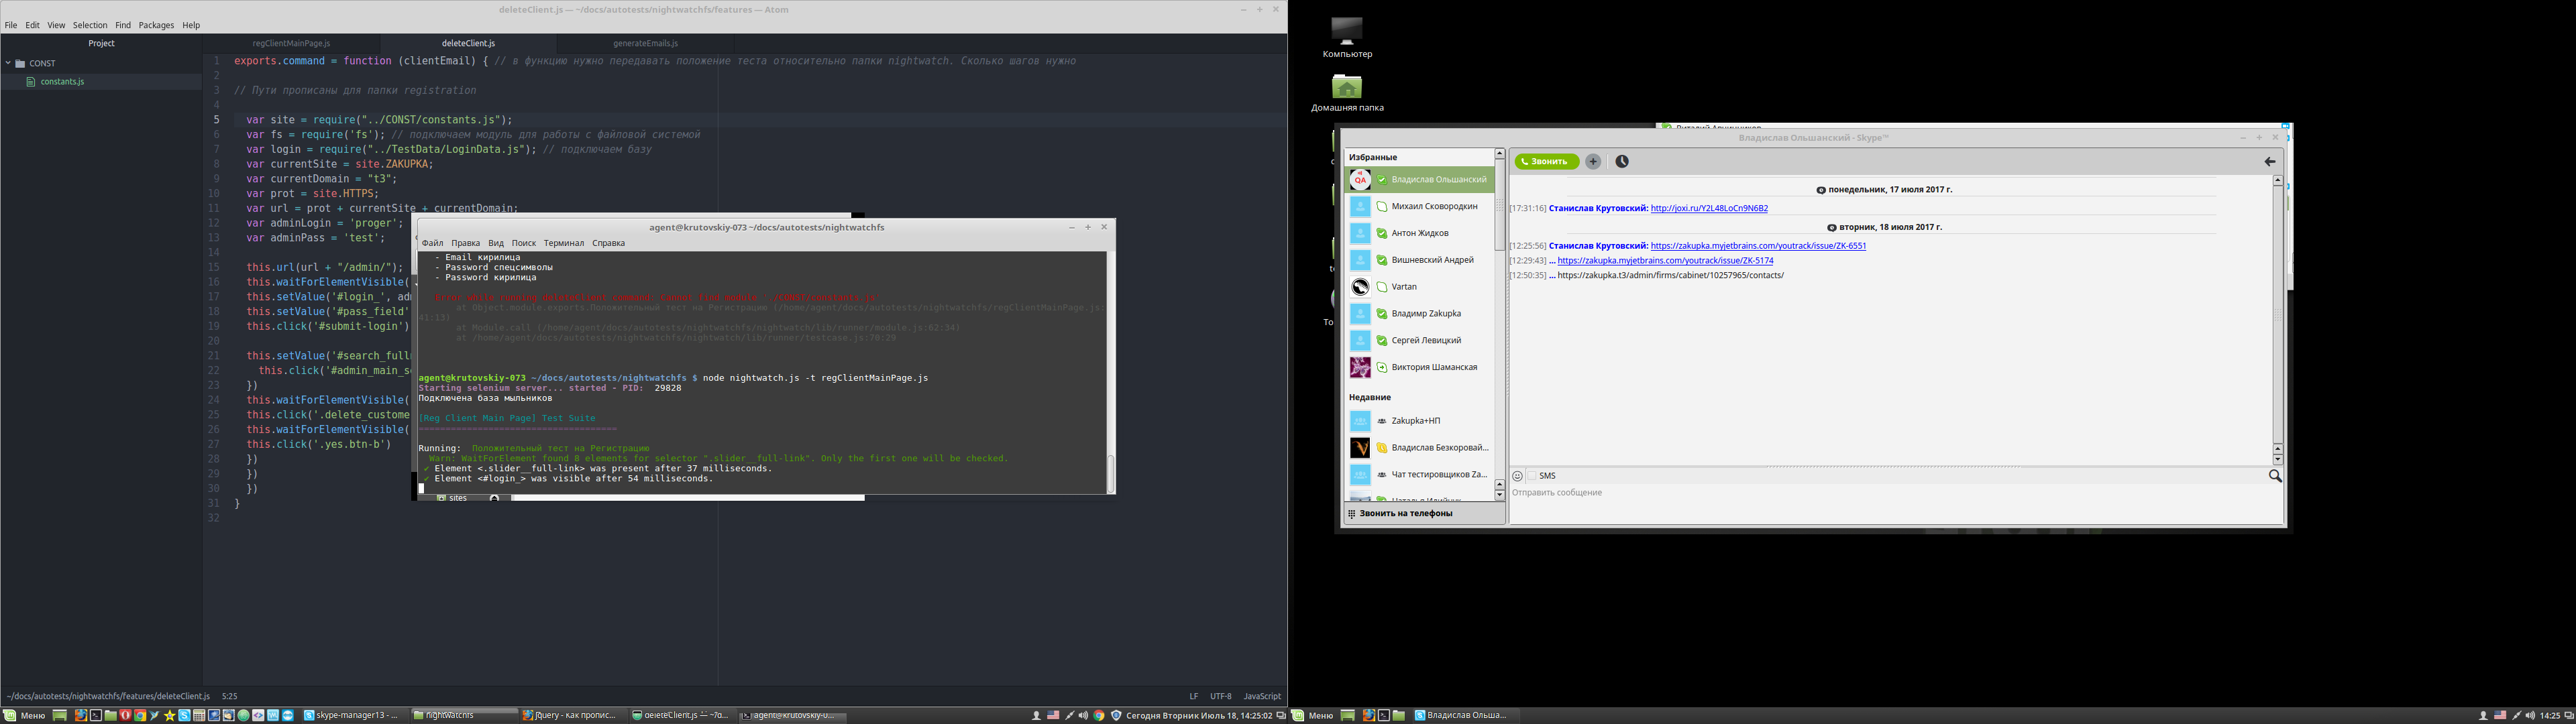 deleteClient.js — ~/docs/autotests/nightwatchfs/features — Atom
File Edit View Selection Find Packages Help
Project
regClientMainPage.js
deleteClient.js
generateEmails.js
CONST
constants.js
1 exports.command = function (clientEmail) { // в функцию нужно передавать положение теста относительно папки nightwatch. Сколько шагов нужно
2
3 // Пути прописаны для папки registration
4
5 var site = require("../CONST/constants.js");
6 var fs = require('fs'); // подключаем модуль для работы с файловой системой
7 var login = require("../TestData/LoginData.js"); // подключаем базу
8 var currentSite = site.ZAKUPKA;
9 var currentDomain = "t3";
10 var prot = site.HTTPS;
11 var url = prot + currentSite + currentDomain;
12 var adminLogin = 'proger';
13 var adminPass = 'test';
14
15 this.url(url + "/admin/");
16 this.waitForElementVisible(
17 this.setValue('#login_', adm
18 this.setValue('#pass_field'
19 this.click('#submit-login')
20
21 this.setValue('#search_full
22 this.click('#admin_main_s
23 })
24 this.waitForElementVisible(
25 this.click('.delete_custome
26 this.waitForElementVisible(
27 this.click('.yes.btn-b')
28 })
29 })
30 })
31 }
32
agent@krutovskiy-073 ~/docs/autotests/nightwatchfs
Файл Правка Вид Поиск Терминал Справка
- Email кирилица
- Password спецсимволы
- Password кирилица
Error while running deleteClient command: Cannot find module '../CONST/constants.js'
at Object.module.exports.Положительный тест на Регистрацию (/home/agent/docs/autotests/nightwatchfs/regClientMainPage.js:
41:13)
at Module.call (/home/agent/docs/autotests/nightwatchfs/nightwatch/lib/runner/module.js:62:34)
at /home/agent/docs/autotests/nightwatchfs/nightwatch/lib/runner/testcase.js:70:29
agent@krutovskiy-073 ~/docs/autotests/nightwatchfs $ node nightwatch.js -t regClientMainPage.js
Starting selenium server... started - PID: 29828
Подключена база мыльников
[Reg Client Main Page] Test Suite
===================================
Running: Положительный тест на Регистрацию
Warn: WaitForElement found 8 elements for selector ".slider__full-link". Only the first one will be checked.
✓ Element <.slider__full-link> was present after 37 milliseconds.
✓ Element <#login_> was visible after 54 milliseconds.
sites
~/docs/autotests/nightwatchfs/features/deleteClient.js 5:25
LF UTF-8 JavaScript
Меню
skype-manager13 - ...
nightwatchfs
jquery - как пропис...
deleteClient.js — ~/d...
agent@krutovskiy-0...
Сегодня Вторник Июль 18, 14:25:02
Компьютер
Домашняя папка
Владислав Ольшанский - Skype™
Избранные
Владислав Ольшанский
Михаил Сковородкин
Антон Жидков
Вишневский Андрей
Vartan
Владимр Zakupka
Сергей Левицкий
Виктория Шаманская
Недавние
Zakupka+НП
Владислав Безкоровай...
Чат тестировщиков Za...
Звонить на телефоны
Звонить
понедельник, 17 июля 2017 г.
[17:31:16] Станислав Крутовский: http://joxi.ru/Y2L48LoCn9N6B2
вторник, 18 июля 2017 г.
[12:25:56] Станислав Крутовский: https://zakupka.myjetbrains.com/youtrack/issue/ZK-6551
[12:29:43] ... https://zakupka.myjetbrains.com/youtrack/issue/ZK-5174
[12:50:35] ... https://zakupka.t3/admin/firms/cabinet/10257965/contacts/
SMS
Отправить сообщение
Меню
Владислав Ольша...
14:25